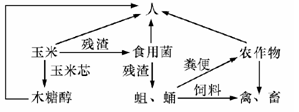 人
残渣
玉米
食用菌
农作物
玉米芯
残渣
粪便
木糖醇
蛆、蛹
饲料
禽、畜